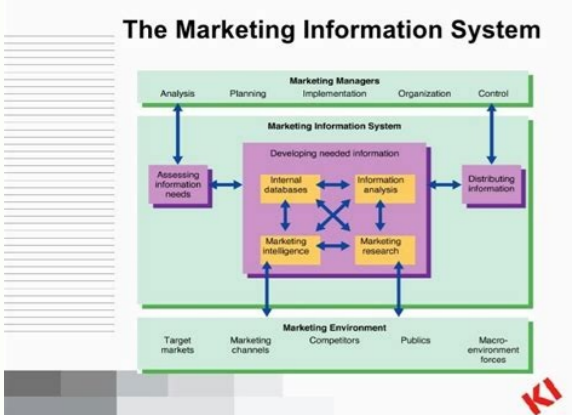 The Marketing Information System
Marketing Managers
Analysis Planning Implementation Organization Control
Marketing Information System
Developing needed information
Assessing
information
needs
Internal
databases
Information
analysis
Distributing
information
Marketing
intelligence
Marketing
research
Marketing Environment
Target
markets
Marketing
channels
Competitors
Publics
Macro-
environment
forces
KI